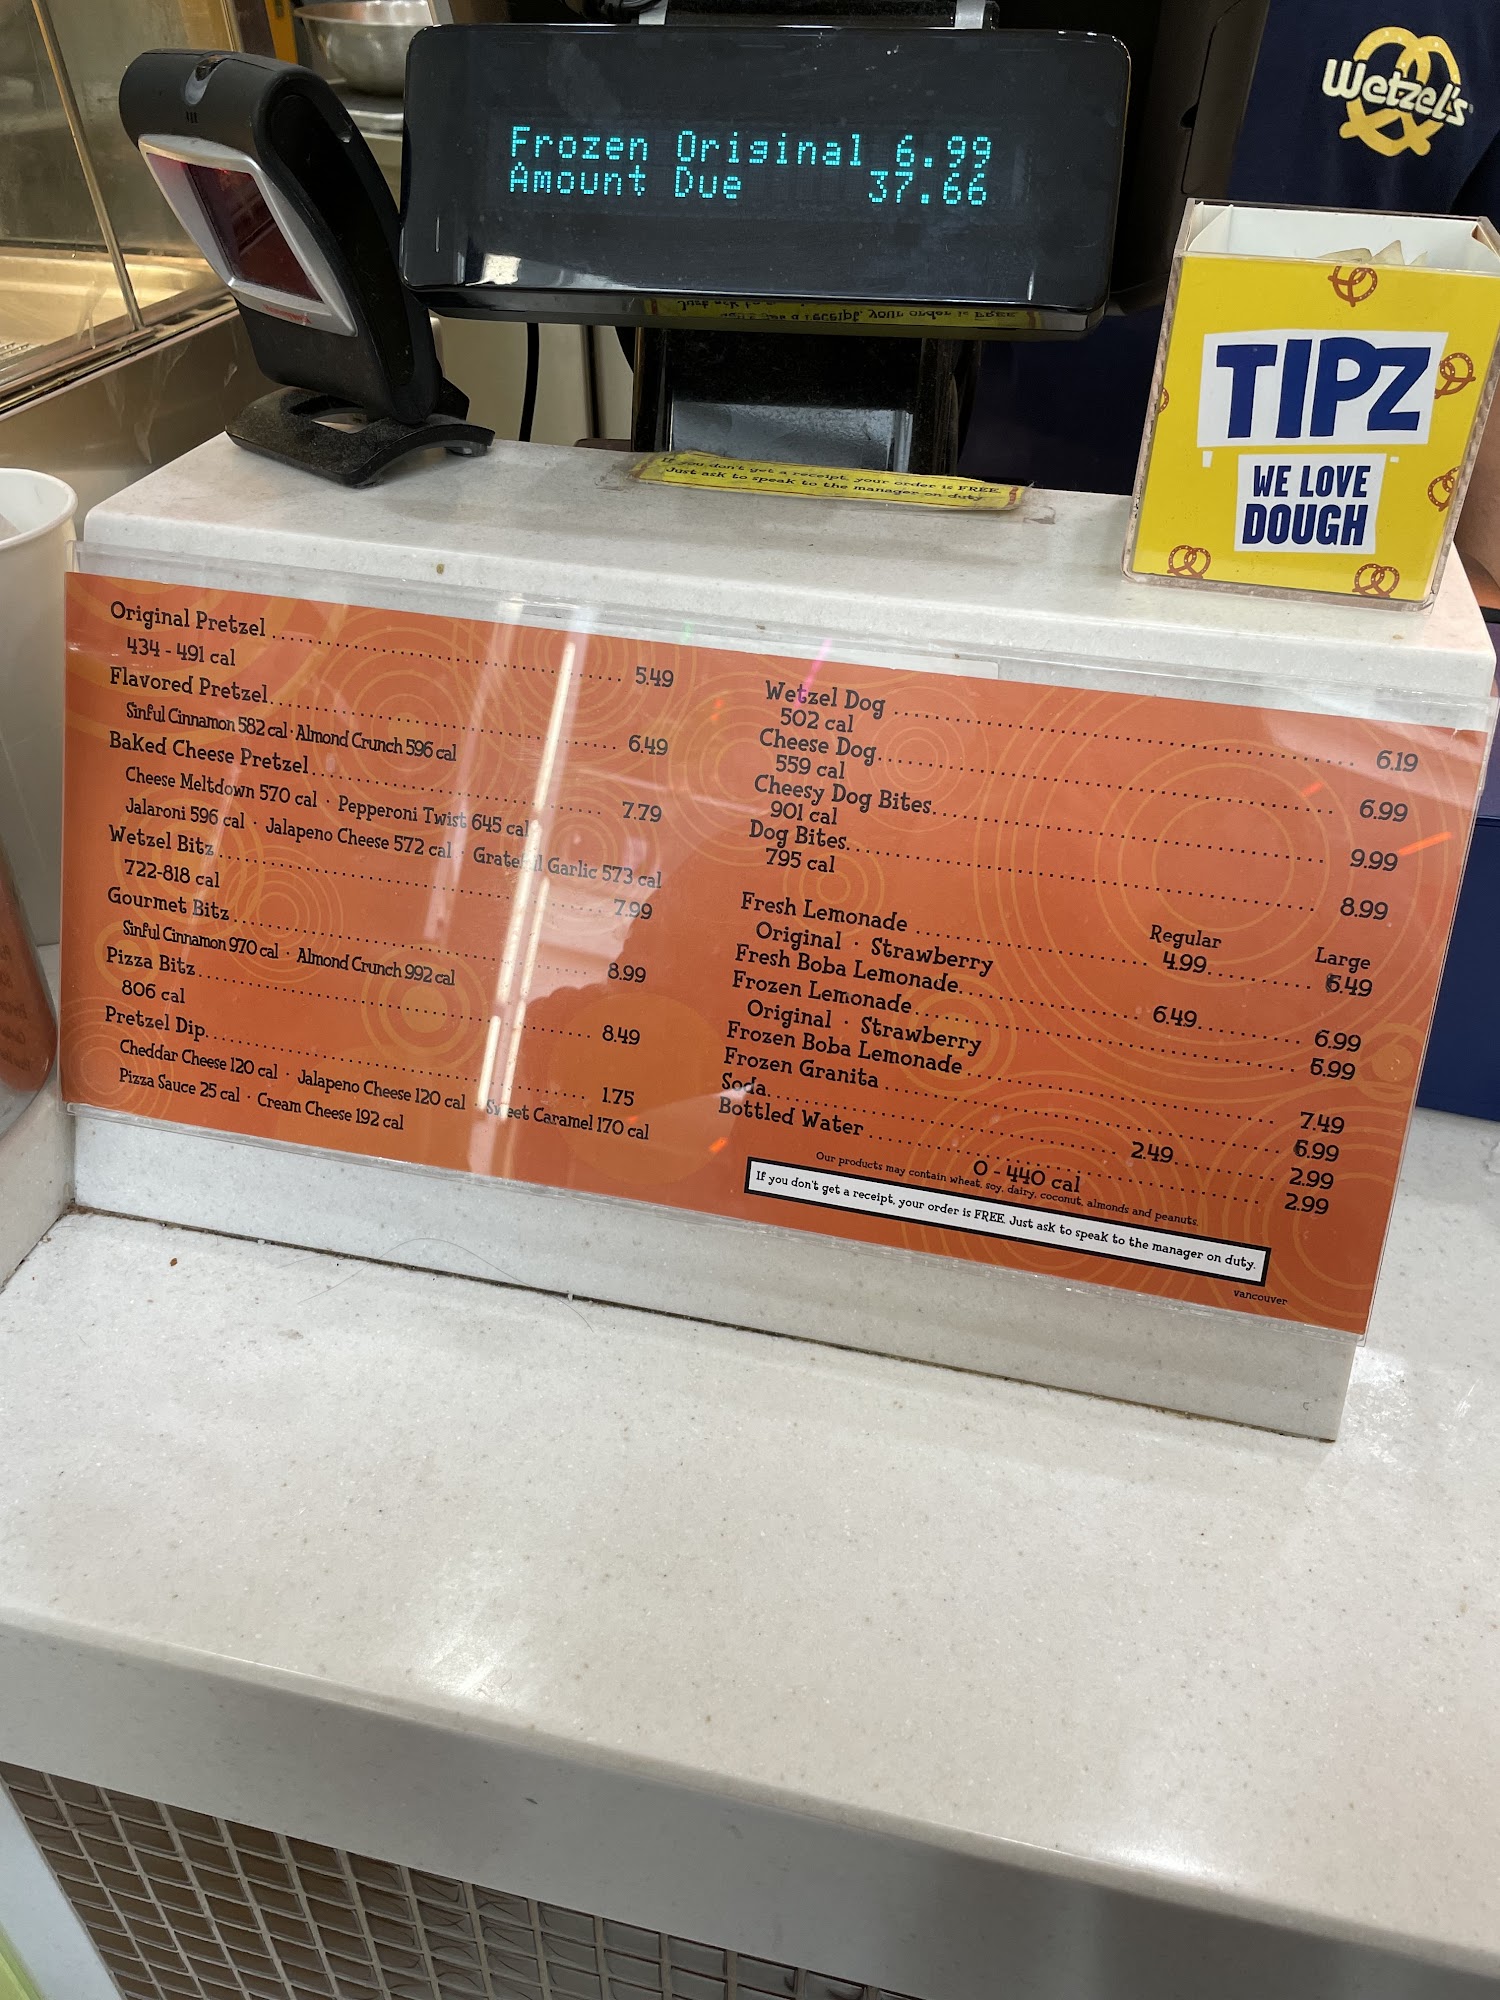 Wetzel's
Frozen Original 6.99
Amount Due 37.66
TIPZ
WE LOVE
DOUGH
If you don't get a receipt, your order is FREE.
Just ask to speak to the manager on duty.
Original Pretzel 5.49
434 - 491 cal
Flavored Pretzel 6.49
Sinful Cinnamon 582 cal · Almond Crunch 596 cal
Baked Cheese Pretzel 7.79
Cheese Meltdown 570 cal · Pepperoni Twist 645 cal
Jalaroni 596 cal · Jalapeno Cheese 572 cal · Grateful Garlic 573 cal
Wetzel Bitz 7.99
722-818 cal
Gourmet Bitz 8.99
Sinful Cinnamon 970 cal · Almond Crunch 992 cal
Pizza Bitz 8.49
806 cal
Pretzel Dip 1.75
Cheddar Cheese 120 cal · Jalapeno Cheese 120 cal · Sweet Caramel 170 cal
Pizza Sauce 25 cal · Cream Cheese 192 cal
Wetzel Dog 6.19
502 cal
Cheese Dog 6.99
559 cal
Cheesy Dog Bites 9.99
901 cal
Dog Bites 8.99
795 cal
Regular Large
Fresh Lemonade 4.99 5.49
Original · Strawberry
Fresh Boba Lemonade 6.49 6.99
Frozen Lemonade
Original · Strawberry
Frozen Boba Lemonade 7.49
Frozen Granita
Soda 2.49 2.99
Bottled Water 2.99
0 - 440 cal
Our products may contain wheat, soy, dairy, coconut, almonds and peanuts.
If you don't get a receipt, your order is FREE. Just ask to speak to the manager on duty.
vancouver